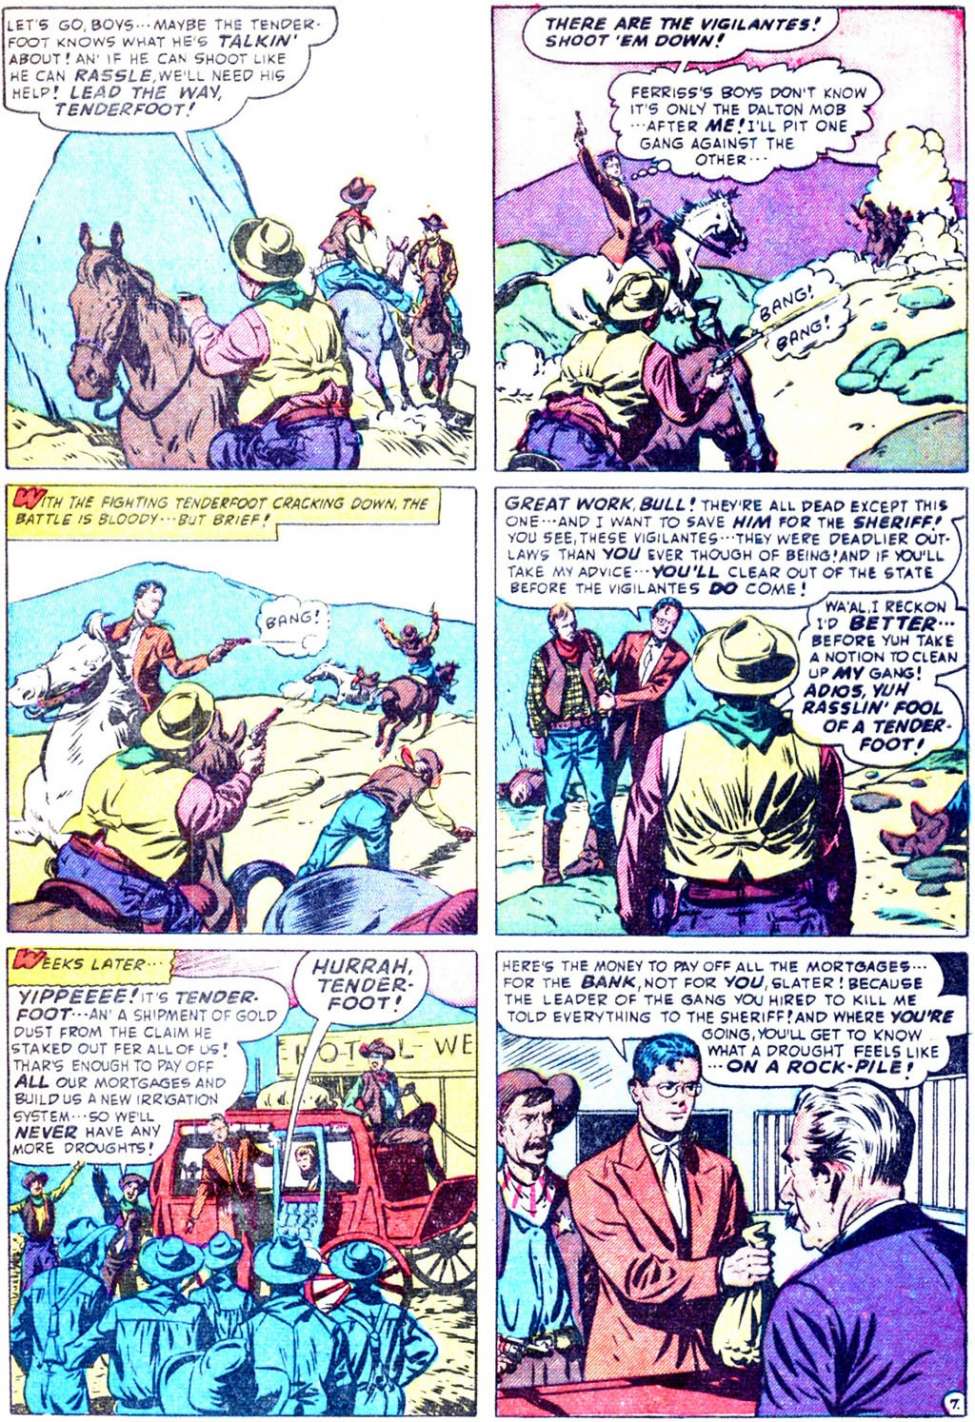 LET'S GO, BOYS... MAYBE THE TENDER-
FOOT KNOWS WHAT HE'S TALKIN'
ABOUT! AN' IF HE CAN SHOOT LIKE
HE CAN RASSLE, WE'LL NEED HIS
HELP! LEAD THE WAY,
TENDERFOOT!
THERE ARE THE VIGILANTES!
SHOOT 'EM DOWN!
FERRISS'S BOYS DON'T KNOW
IT'S ONLY THE DALTON MOB
...AFTER ME! I'LL PIT ONE
GANG AGAINST THE
OTHER...
BANG!
BANG!
WITH THE FIGHTING TENDERFOOT CRACKING DOWN, THE
BATTLE IS BLOODY... BUT BRIEF!
BANG!
GREAT WORK, BULL! THEY'RE ALL DEAD EXCEPT THIS
ONE... AND I WANT TO SAVE HIM FOR THE SHERIFF!
YOU SEE, THESE VIGILANTES... THEY WERE DEADLIER OUT-
LAWS THAN YOU EVER THOUGH OF BEING! AND IF YOU'LL
TAKE MY ADVICE... YOU'LL CLEAR OUT OF THE STATE
BEFORE THE VIGILANTES DO COME!
WA'AL, I RECKON
I'D BETTER...
BEFORE YUH TAKE
A NOTION TO CLEAN
UP MY GANG!
ADIOS, YUH
RASSLIN' FOOL
OF A TENDER-
FOOT!
WEEKS LATER...
YIPPEEEE! IT'S TENDER-
FOOT... AN' A SHIPMENT OF GOLD
DUST FROM THE CLAIM HE
STAKED OUT FER ALL OF US!
THAR'S ENOUGH TO PAY OFF
ALL OUR MORTGAGES AND
BUILD US A NEW IRRIGATION
SYSTEM... SO WE'LL
NEVER HAVE ANY
MORE DROUGHTS!
HURRAH,
TENDER-
FOOT!
HOTEL-WE
HERE'S THE MONEY TO PAY OFF ALL THE MORTGAGES...
FOR THE BANK, NOT FOR YOU, SLATER! BECAUSE
THE LEADER OF THE GANG YOU HIRED TO KILL ME
TOLD EVERYTHING TO THE SHERIFF! AND WHERE YOU'RE
GOING, YOU'LL GET TO KNOW
WHAT A DROUGHT FEELS LIKE
...ON A ROCK-PILE!
7.